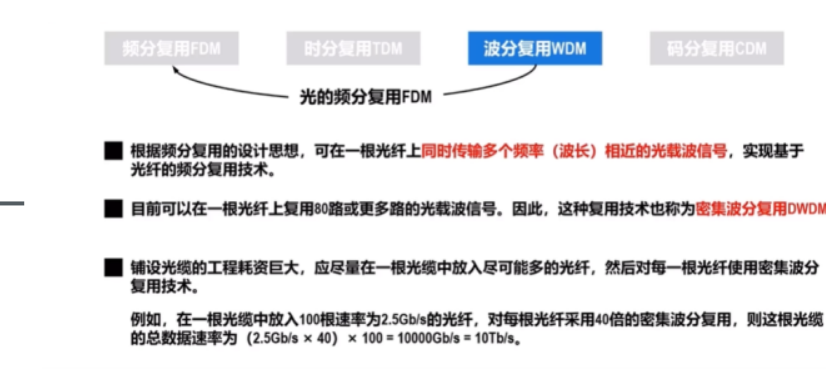 频分复用FDM
时分复用TDM
波分复用WDM
码分复用CDM
光的频分复用FDM
根据频分复用的设计思想，可在一根光纤上同时传输多个频率（波长）相近的光载波信号，实现基于
光纤的频分复用技术。
目前可以在一根光纤上复用80路或更多路的光载波信号。因此，这种复用技术也称为密集波分复用DWDM
铺设光缆的工程耗资巨大，应尽量在一根光缆中放入尽可能多的光纤，然后对每一根光纤使用密集波分
复用技术。
例如，在一根光缆中放入100根速率为2.5Gb/s的光纤，对每根光纤采用40倍的密集波分复用，则这根光缆
的总数据速率为（2.5Gb/s × 40）× 100 = 10000Gb/s = 10Tb/s。